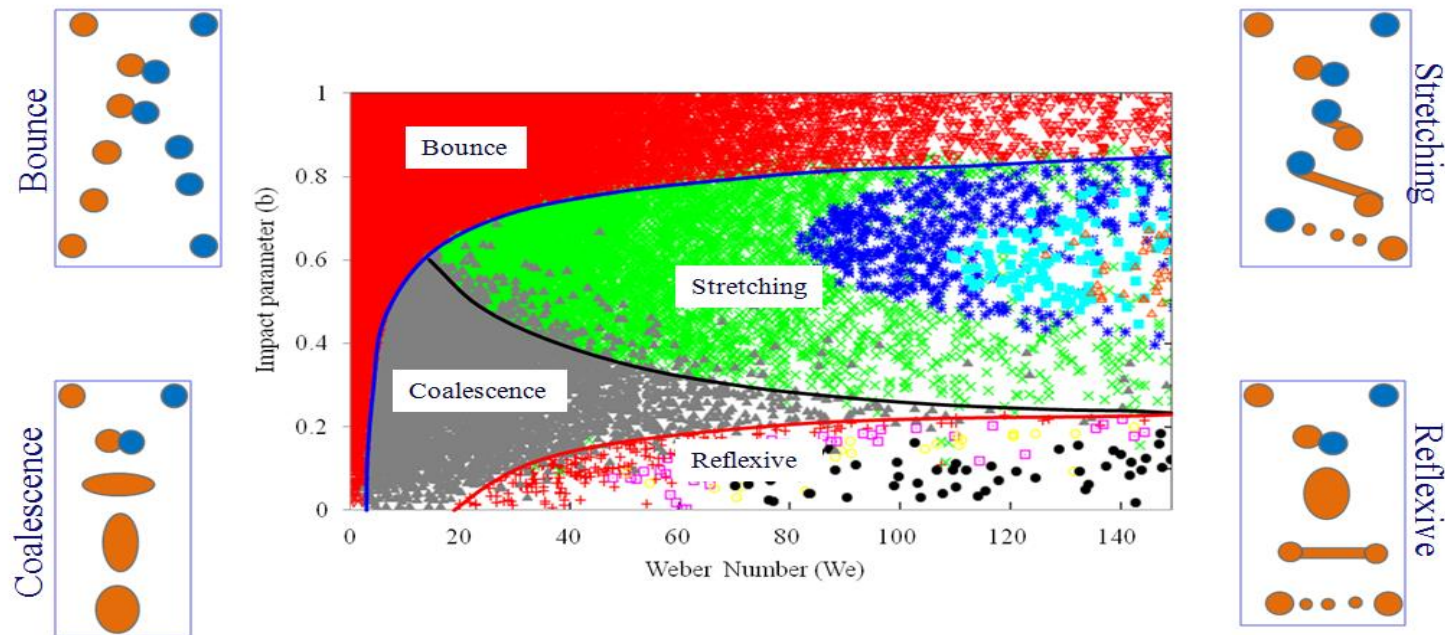 Bounce
Coalescence
Impact parameter (b)
1
0.8
0.6
0.4
0.2
0
Bounce
Stretching
Coalescence
Reflexive
0
20
40
60
80
100
120
140
Weber Number (We)
Stretching
Reflexive